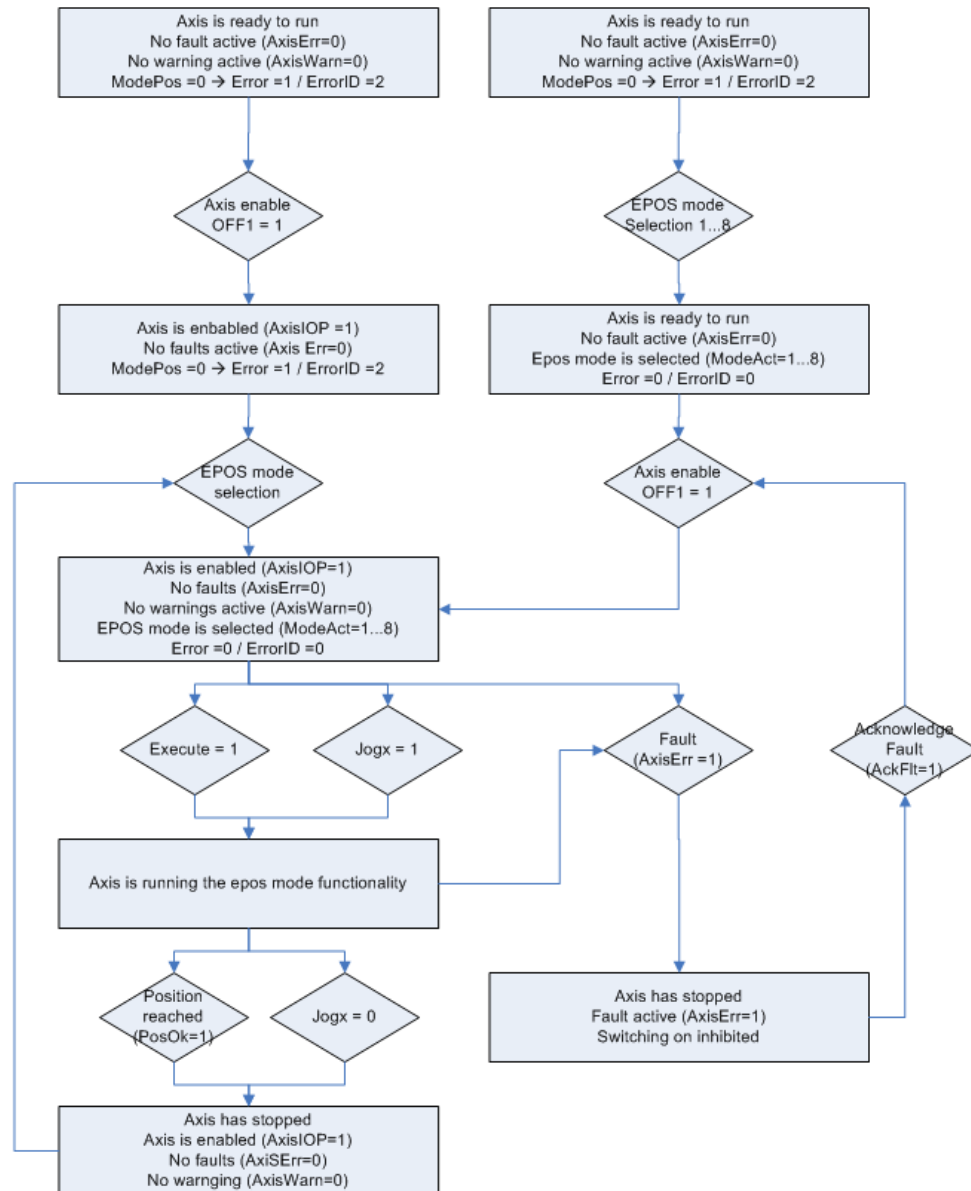 Axis is ready to run
No fault active (AxisErr=0)
No warning active (AxisWarn=0)
ModePos =0 → Error =1 / ErrorID =2
Axis is ready to run
No fault active (AxisErr=0)
No warning active (AxisWarn=0)
ModePos =0 → Error =1 / ErrorID =2
Axis enable
OFF1 = 1
EPOS mode
Selection 1...8
Axis is enbabled (AxisIOP =1)
No faults active (Axis Err=0)
ModePos =0 → Error =1 / ErrorID =2
Axis is ready to run
No fault active (AxisErr=0)
Epos mode is selected (ModeAct=1...8)
Error =0 / ErrorID =0
EPOS mode
selection
Axis enable
OFF1 = 1
Axis is enabled (AxisIOP=1)
No faults (AxisErr=0)
No warnings active (AxisWarn=0)
EPOS mode is selected (ModeAct=1...8)
Error =0 / ErrorID =0
Execute = 1
Jogx = 1
Fault
(AxisErr =1)
Acknowledge
Fault
(AckFlt=1)
Axis is running the epos mode functionality
Position
reached
(PosOk=1)
Jogx = 0
Axis has stopped
Fault active (AxisErr=1)
Switching on inhibited
Axis has stopped
Axis is enabled (AxisIOP=1)
No faults (AxiSErr=0)
No warnging (AxisWarn=0)